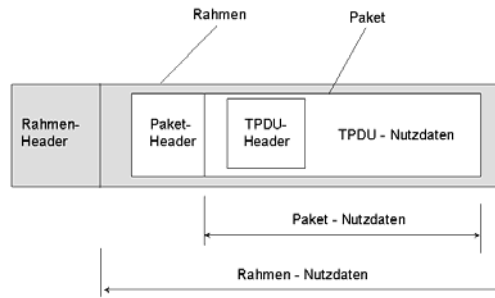 Rahmen
Paket
Rahmen-
Header
Paket-
Header
TPDU-
Header
TPDU - Nutzdaten
Paket - Nutzdaten
Rahmen - Nutzdaten